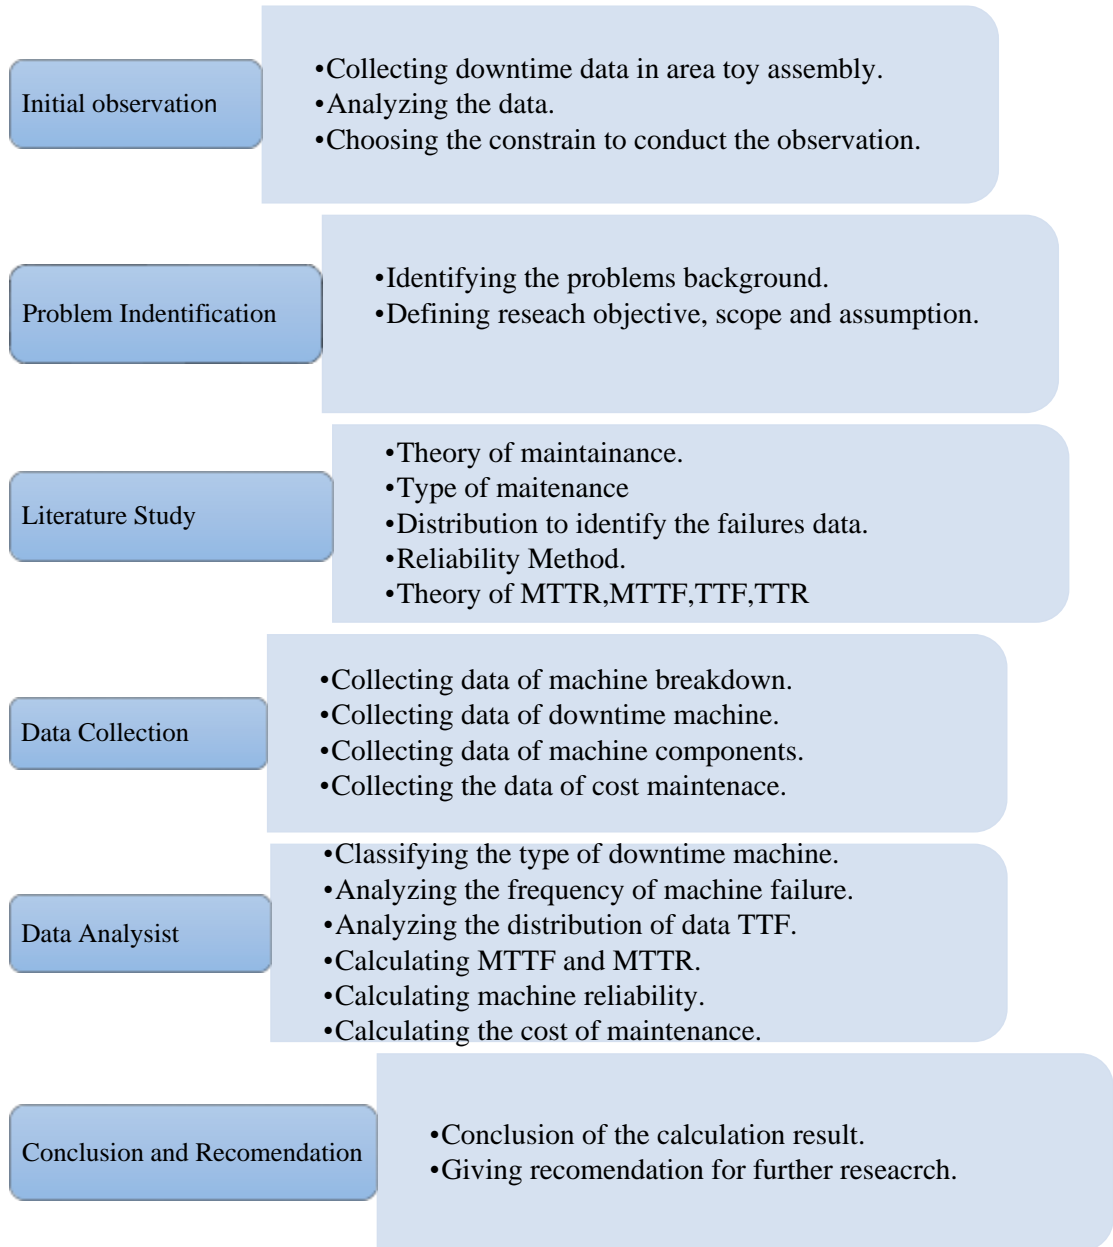 Initial observation
•Collecting downtime data in area toy assembly.
•Analyzing the data.
•Choosing the constrain to conduct the observation.
Problem Indentification
•Identifying the problems background.
•Defining reseach objective, scope and assumption.
Literature Study
•Theory of maintainance.
•Type of maitenance
•Distribution to identify the failures data.
•Reliability Method.
•Theory of MTTR,MTTF,TTF,TTR
Data Collection
•Collecting data of machine breakdown.
•Collecting data of downtime machine.
•Collecting data of machine components.
•Collecting the data of cost maintenace.
Data Analysist
•Classifying the type of downtime machine.
•Analyzing the frequency of machine failure.
•Analyzing the distribution of data TTF.
•Calculating MTTF and MTTR.
•Calculating machine reliability.
•Calculating the cost of maintenance.
Conclusion and Recomendation
•Conclusion of the calculation result.
•Giving recomendation for further reseacrch.